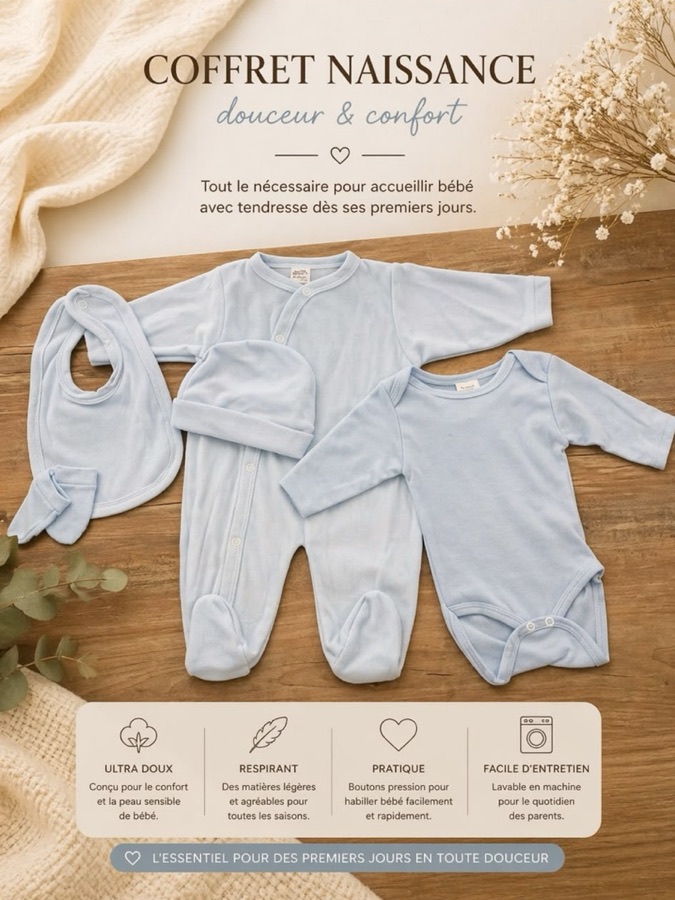 COFFRET NAISSANCE
douceur & confort
Tout le nécessaire pour accueillir bébé
avec tendresse dès ses premiers jours.
ULTRA DOUX
Conçu pour le confort
et la peau sensible
de bébé.
RESPIRANT
Des matières légères
et agréables pour
toutes les saisons.
PRATIQUE
Boutons pression pour
habiller bébé facilement
et rapidement.
FACILE D'ENTRETIEN
Lavable en machine
pour le quotidien
des parents.
L'ESSENTIEL POUR DES PREMIERS JOURS EN TOUTE DOUCEUR